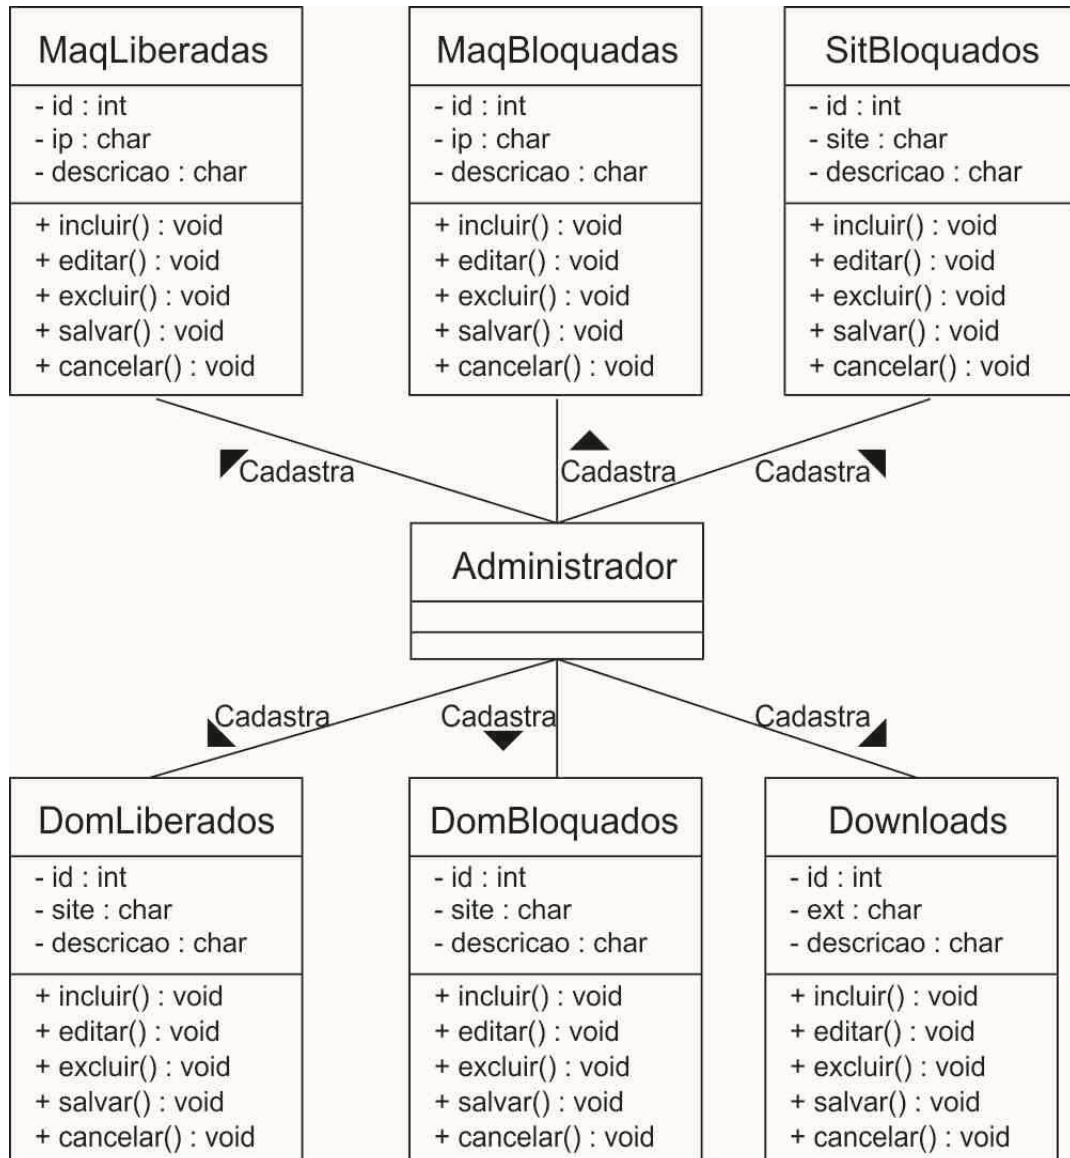 MaqLiberadas
- id : int
- ip : char
- descricao : char
+ incluir() : void
+ editar() : void
+ excluir() : void
+ salvar() : void
+ cancelar() : void
MaqBloquadas
- id : int
- ip : char
- descricao : char
+ incluir() : void
+ editar() : void
+ excluir() : void
+ salvar() : void
+ cancelar() : void
SitBloquados
- id : int
- site : char
- descricao : char
+ incluir() : void
+ editar() : void
+ excluir() : void
+ salvar() : void
+ cancelar() : void
Cadastra
Cadastra
Cadastra
Administrador
Cadastra
Cadastra
Cadastra
DomLiberados
- id : int
- site : char
- descricao : char
+ incluir() : void
+ editar() : void
+ excluir() : void
+ salvar() : void
+ cancelar() : void
DomBloquados
- id : int
- site : char
- descricao : char
+ incluir() : void
+ editar() : void
+ excluir() : void
+ salvar() : void
+ cancelar() : void
Downloads
- id : int
- ext : char
- descricao : char
+ incluir() : void
+ editar() : void
+ excluir() : void
+ salvar() : void
+ cancelar() : void